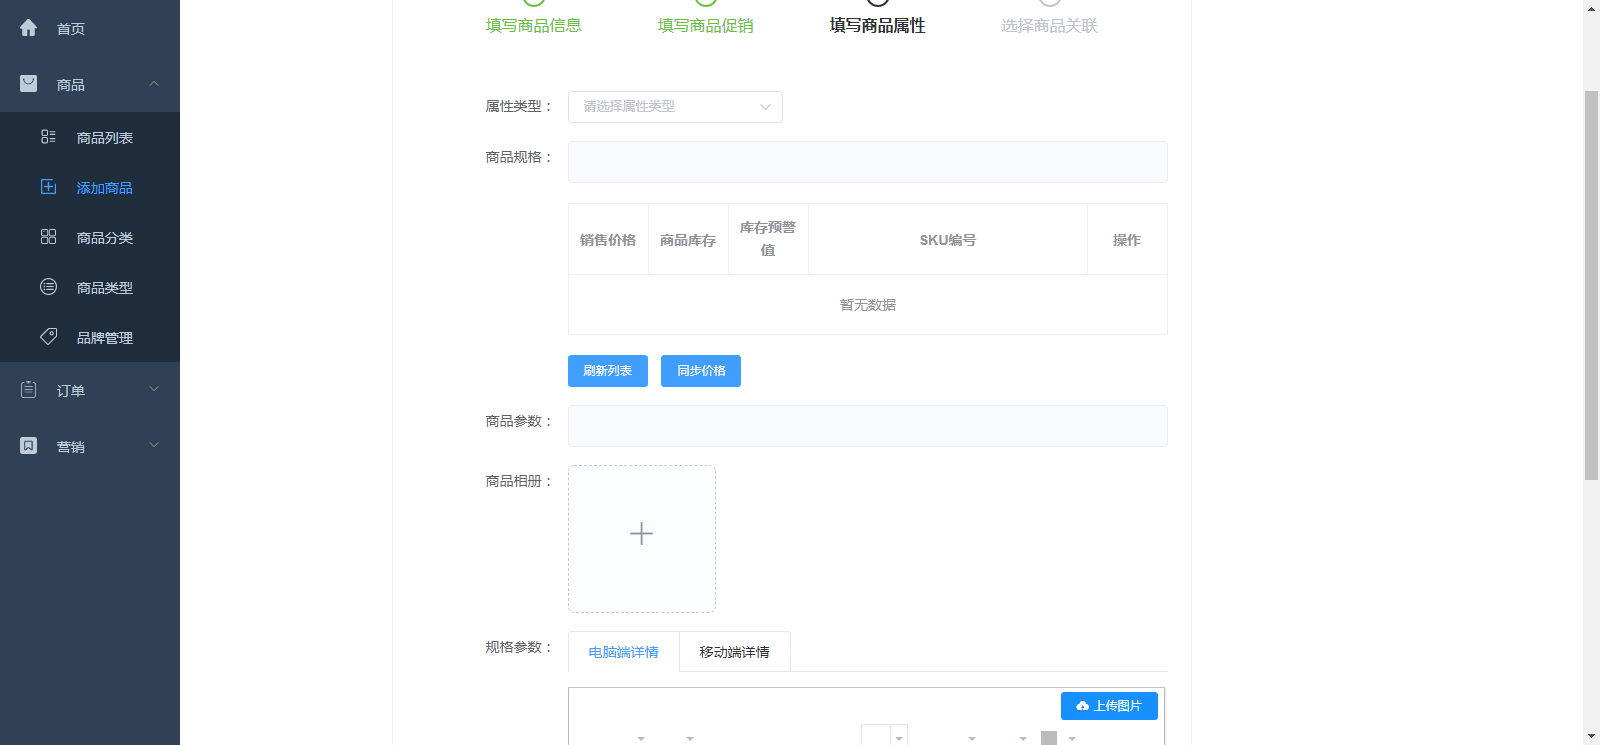 首页
商品
商品列表
添加商品
商品分类
商品类型
品牌管理
订单
营销
填写商品信息
填写商品促销
填写商品属性
选择商品关联
属性类型：
请选择属性类型
商品规格：
销售价格
商品库存
库存预警
值
SKU编号
操作
暂无数据
刷新列表
同步价格
商品参数：
商品相册：
规格参数：
电脑端详情
移动端详情
上传图片